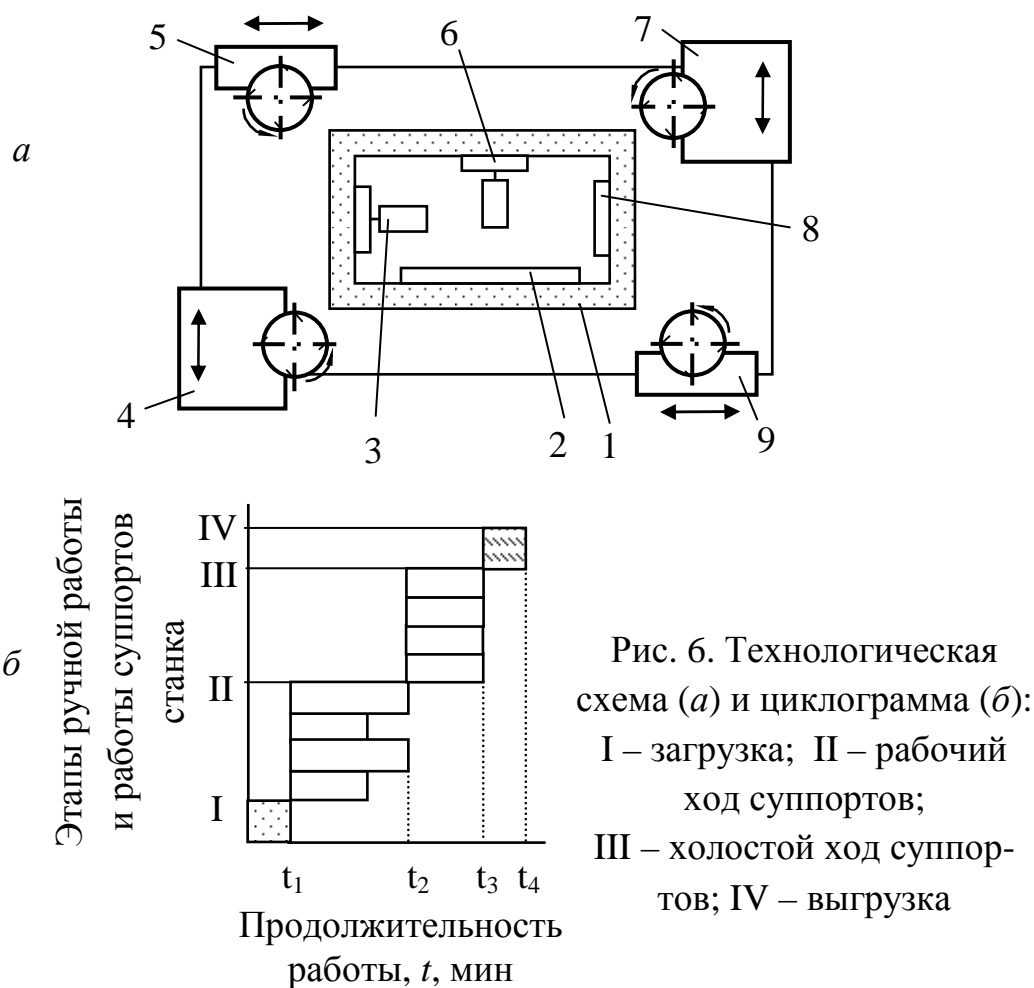 5
6
7
а
8
4
3
2
1
9
Этапы ручной работы
и работы суппортов
станка
б
IV
III
II
I
t₁ t₂ t₃ t₄
Продолжительность
работы, t, мин
Рис. 6. Технологическая
схема (а) и циклограмма (б):
I – загрузка; II – рабочий
ход суппортов;
III – холостой ход суппор-
тов; IV – выгрузка